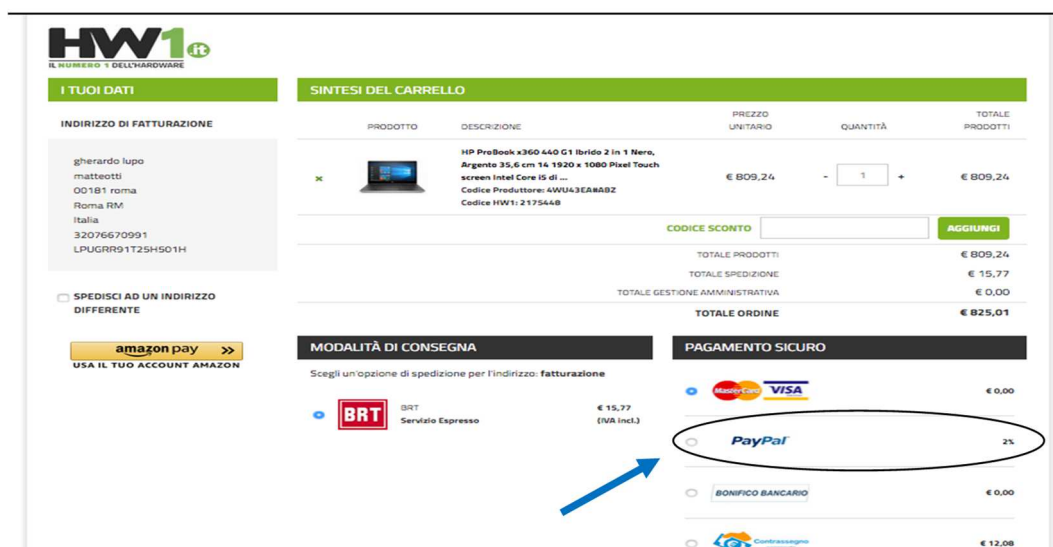 HW1.it
IL NUMERO 1 DELL'HARDWARE
I TUOI DATI
INDIRIZZO DI FATTURAZIONE
gherardo lupo
matteotti
00181 roma
Roma RM
Italia
32076670991
LPUGRR91T25H501H
SPEDISCI AD UN INDIRIZZO
DIFFERENTE
amazon pay
USA IL TUO ACCOUNT AMAZON
SINTESI DEL CARRELLO
PRODOTTO DESCRIZIONE PREZZO UNITARIO QUANTITÀ TOTALE PRODOTTI
HP ProBook x360 440 G1 Ibrido 2 in 1 Nero,
Argento 35,6 cm 14 1920 x 1080 Pixel Touch
screen Intel Core i5 di ...
Codice Produttore: 4WU43EA#ABZ
Codice HW1: 2175448
€ 809,24 - 1 + € 809,24
CODICE SCONTO AGGIUNGI
TOTALE PRODOTTI € 809,24
TOTALE SPEDIZIONE € 15,77
TOTALE GESTIONE AMMINISTRATIVA € 0,00
TOTALE ORDINE € 825,01
MODALITÀ DI CONSEGNA
Scegli un'opzione di spedizione per l'indirizzo: fatturazione
BRT
BRT
Servizio Espresso
€ 15,77
(IVA incl.)
PAGAMENTO SICURO
MasterCard VISA € 0,00
PayPal 2%
BONIFICO BANCARIO € 0,00
Contrassegno € 12,08